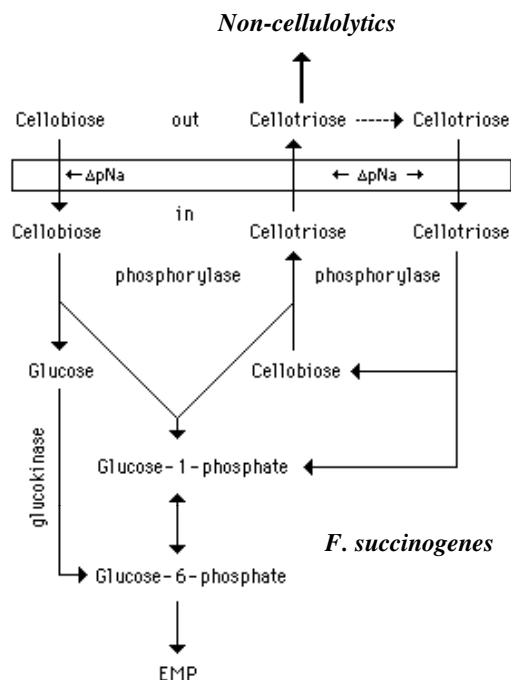 Non-cellulolytics
Cellobiose out Cellotriose Cellotriose
ΔpNa ΔpNa
in
Cellobiose Cellotriose Cellotriose
phosphorylase phosphorylase
Glucose Cellobiose
glucokinase
Glucose-1-phosphate
F. succinogenes
Glucose-6-phosphate
EMP